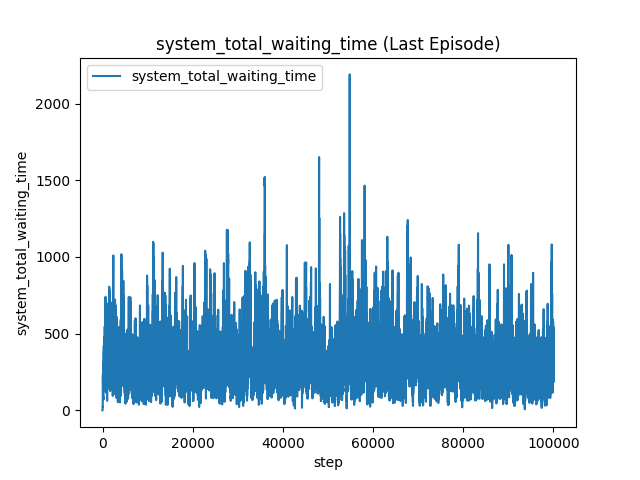 system_total_waiting_time (Last Episode)
system_total_waiting_time
system_total_waiting_time
2000
1500
1000
500
0
0 20000 40000 60000 80000 100000
step